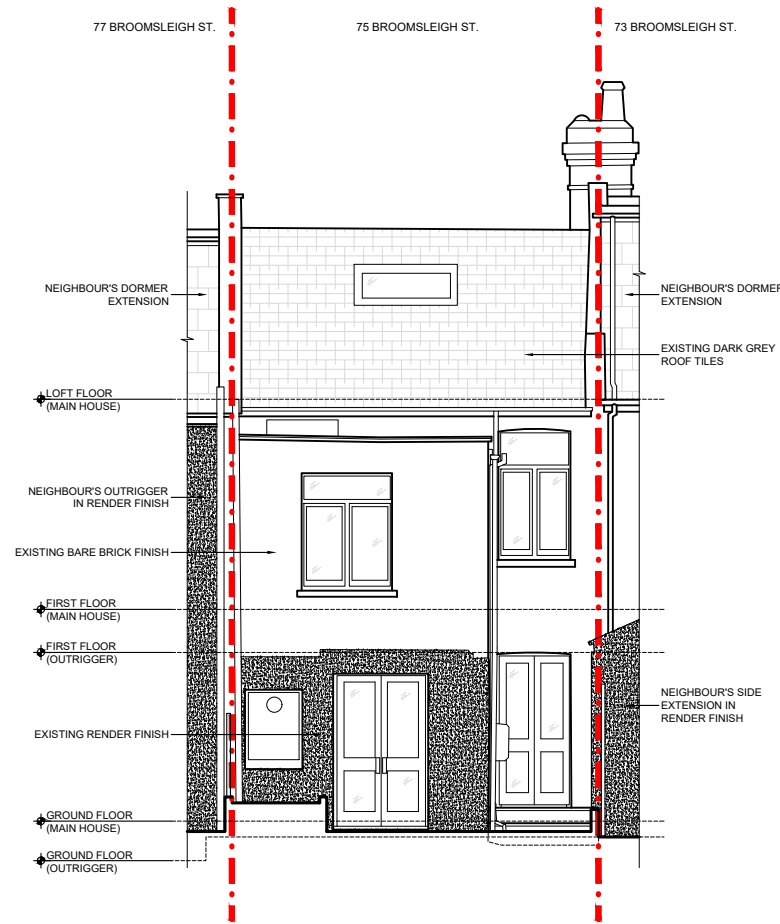 77 BROOMSLEIGH ST.
75 BROOMSLEIGH ST.
73 BROOMSLEIGH ST.
NEIGHBOUR'S DORMER
EXTENSION
NEIGHBOUR'S DORMER
EXTENSION
EXISTING DARK GREY
ROOF TILES
LOFT FLOOR
(MAIN HOUSE)
NEIGHBOUR'S OUTRIGGER
IN RENDER FINISH
EXISTING BARE BRICK FINISH
FIRST FLOOR
(MAIN HOUSE)
FIRST FLOOR
(OUTRIGGER)
NEIGHBOUR'S SIDE
EXTENSION IN
RENDER FINISH
EXISTING RENDER FINISH
GROUND FLOOR
(MAIN HOUSE)
GROUND FLOOR
(OUTRIGGER)